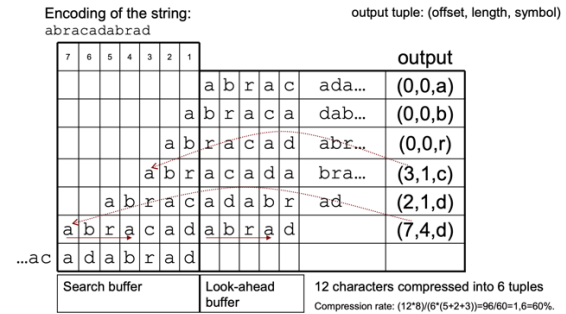 Encoding of the string:
output tuple: (offset, length, symbol)
abracadabrad
7 6 5 4 3 2 1 output
a b r a c ada... (0,0,a)
a b r a c a dab... (0,0,b)
a b r a c a d abr... (0,0,r)
a b r a c a d a bra... (3,1,c)
a b r a c a d a b r ad (2,1,d)
a b r a c a d a b r a d (7,4,d)
...ac a d a b r a d
Search buffer
Look-ahead
buffer
12 characters compressed into 6 tuples
Compression rate: (12*8)/(6*(5+2+3))=96/60=1,6=60%.